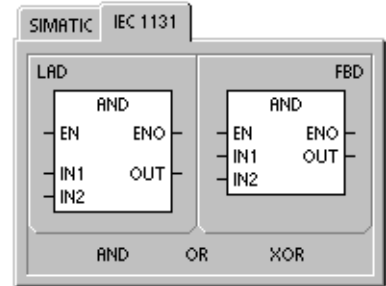 SIMATIC IEC 1131
LAD FBD
AND AND
EN ENO EN ENO
IN1 OUT IN1 OUT
IN2 IN2
AND OR XOR